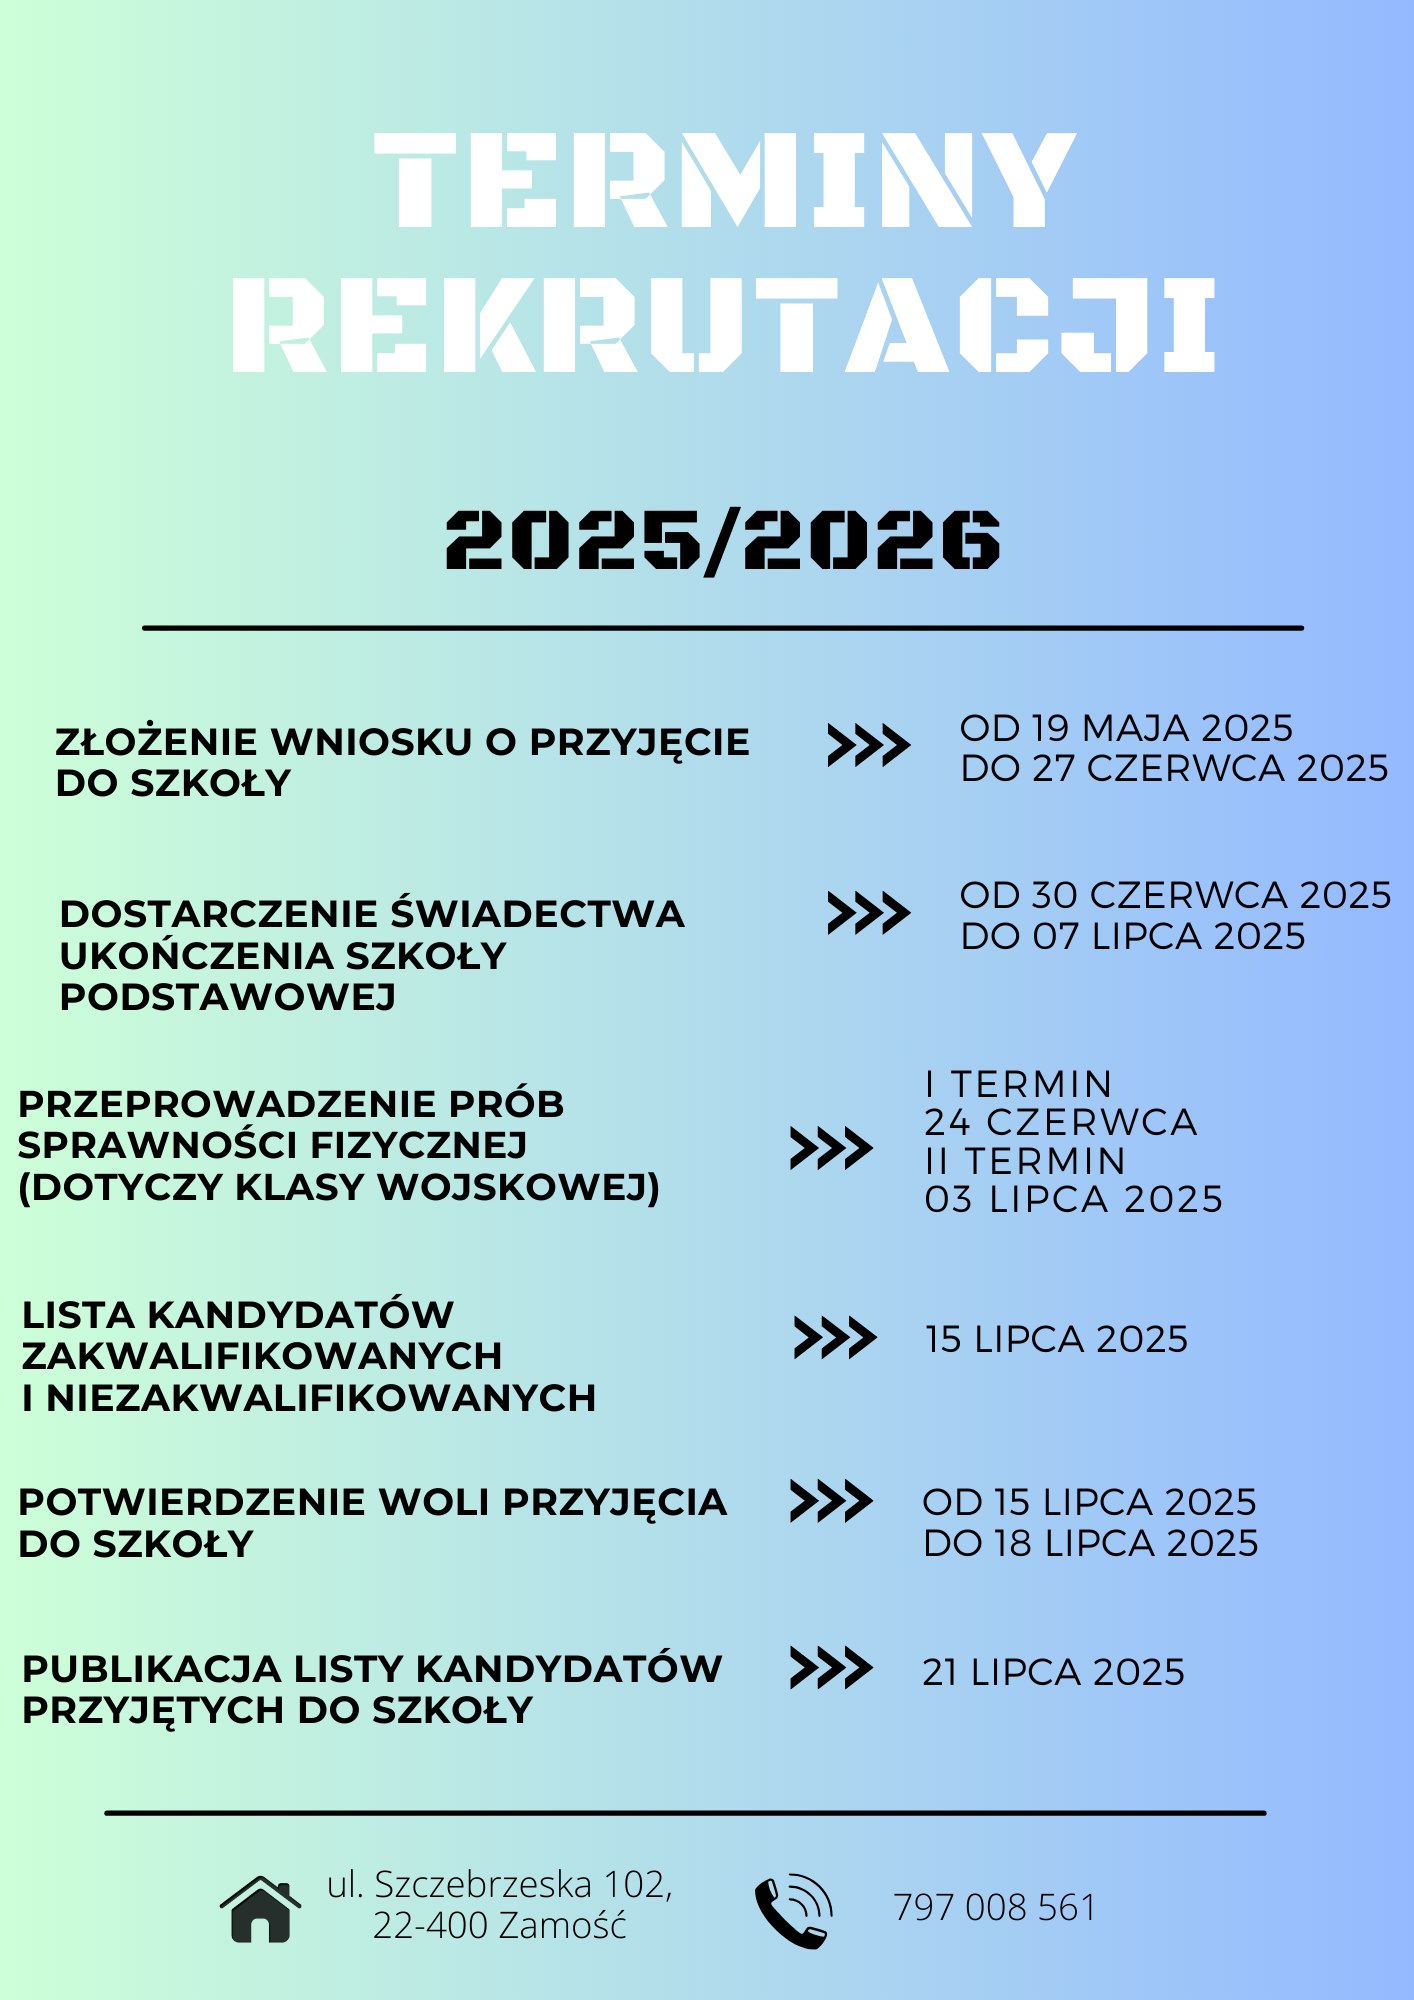 TERMINY
REKRUTACJI
2025/2026
ZŁOŻENIE WNIOSKU O PRZYJĘCIE
DO SZKOŁY
OD 19 MAJA 2025
DO 27 CZERWCA 2025
DOSTARCZENIE ŚWIADECTWA
UKOŃCZENIA SZKOŁY
PODSTAWOWEJ
OD 30 CZERWCA 2025
DO 07 LIPCA 2025
PRZEPROWADZENIE PRÓB
SPRAWNOŚCI FIZYCZNEJ
(DOTYCZY KLASY WOJSKOWEJ)
I TERMIN
24 CZERWCA
II TERMIN
03 LIPCA 2025
LISTA KANDYDATÓW
ZAKWALIFIKOWANYCH
I NIEZAKWALIFIKOWANYCH
15 LIPCA 2025
POTWIERDZENIE WOLI PRZYJĘCIA
DO SZKOŁY
OD 15 LIPCA 2025
DO 18 LIPCA 2025
PUBLIKACJA LISTY KANDYDATÓW
PRZYJĘTYCH DO SZKOŁY
21 LIPCA 2025
ul. Szczebrzeska 102,
22-400 Zamość
797 008 561